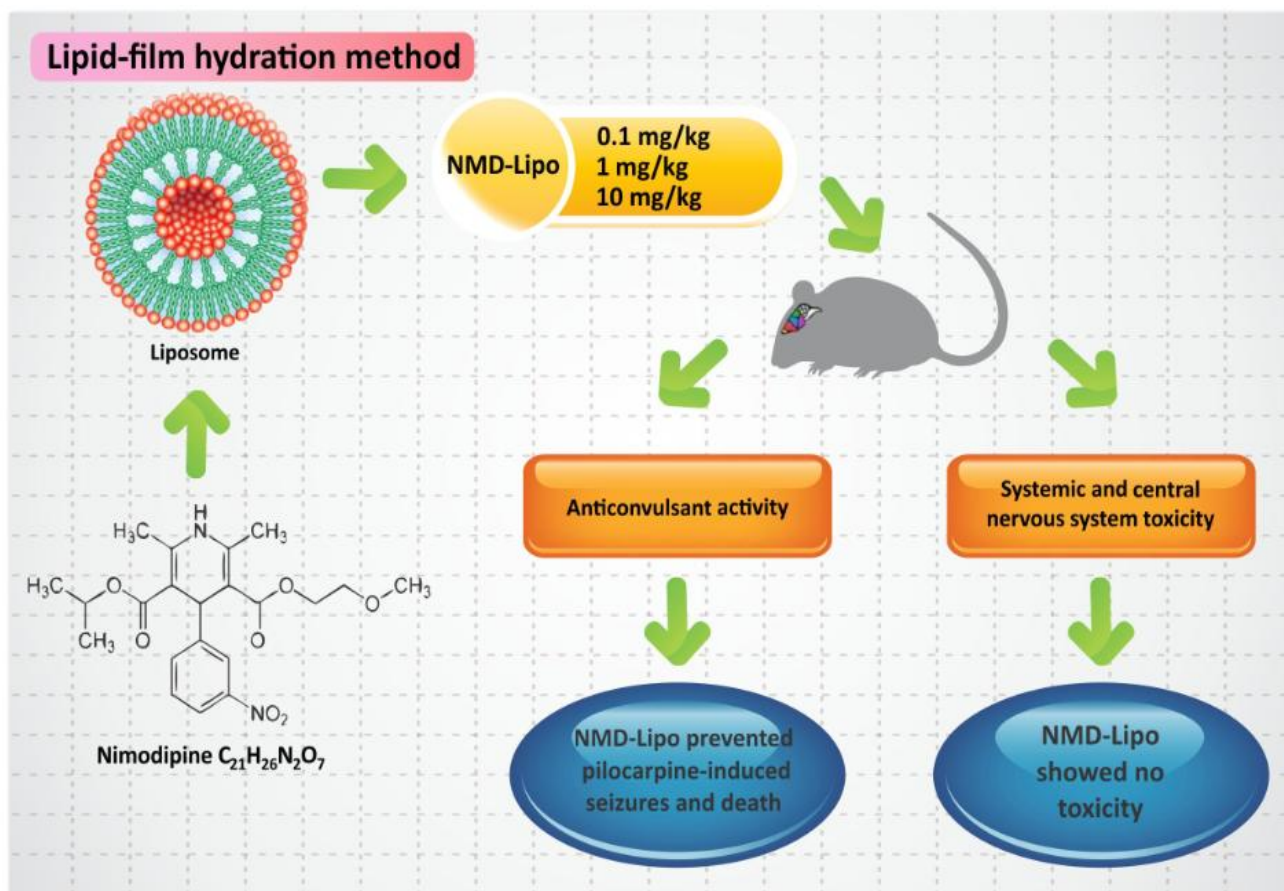 Lipid-film hydration method
Liposome
NMD-Lipo
0.1 mg/kg
1 mg/kg
10 mg/kg
H
N
H₃C
CH₃
H₃C
O
O
O
CH₃
CH₃
O
O
NO₂
Nimodipine C₂₁H₂₆N₂O₇
Anticonvulsant activity
Systemic and central
nervous system toxicity
NMD-Lipo prevented
pilocarpine-induced
seizures and death
NMD-Lipo
showed no
toxicity